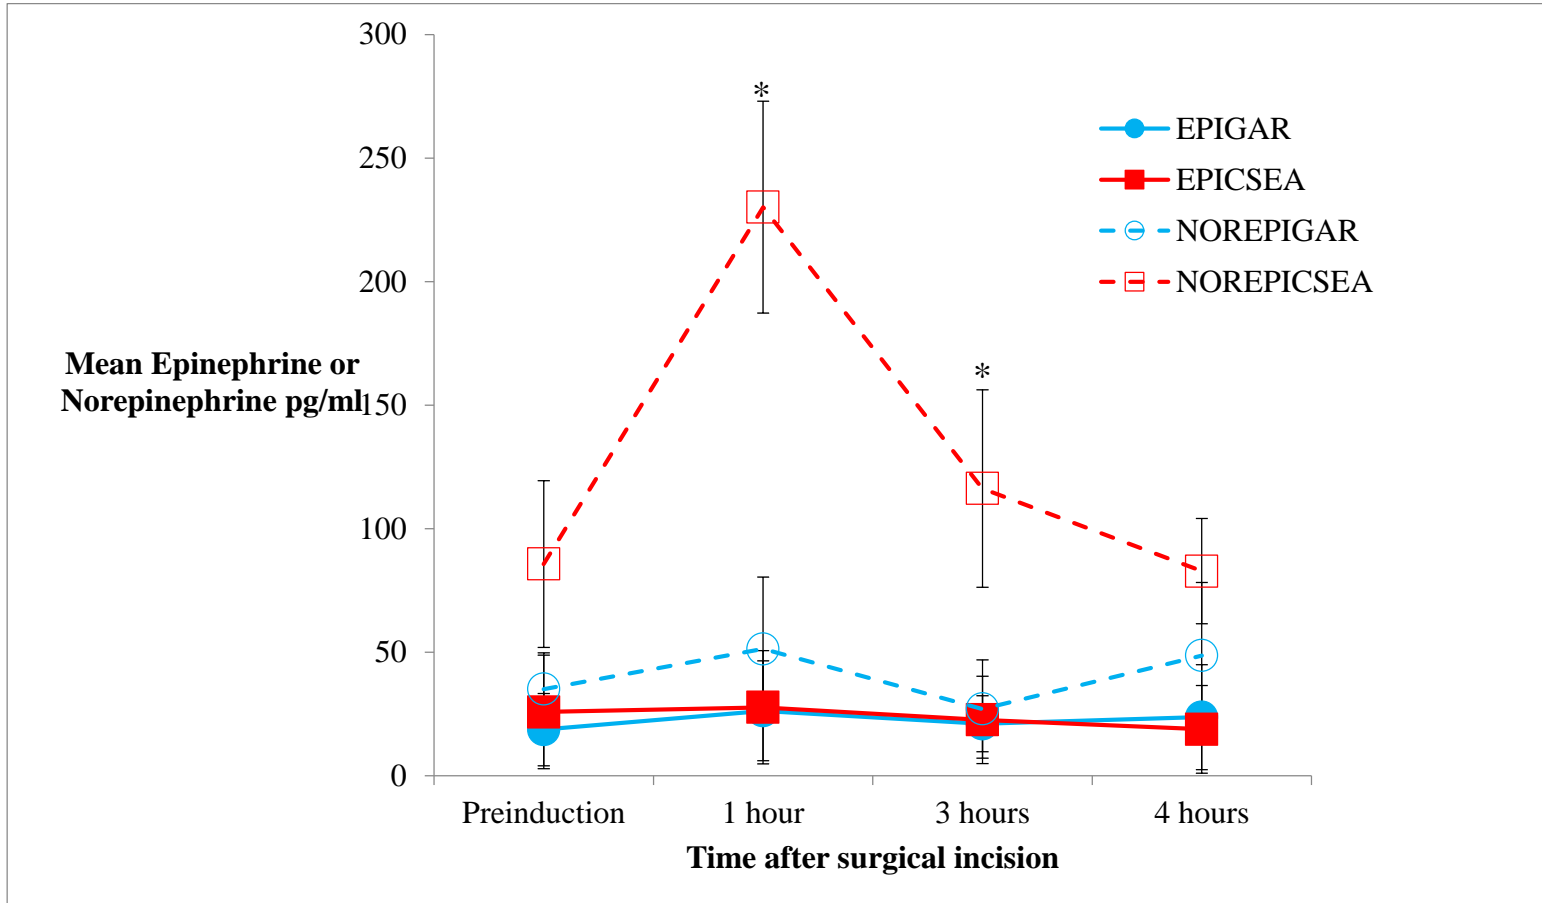 300
250
200
150
100
50
0
Mean Epinephrine or
Norepinephrine pg/ml
*
*
EPIGAR
EPICSEA
NOREPIGAR
NOREPICSEA
Preinduction
1 hour
3 hours
4 hours
Time after surgical incision